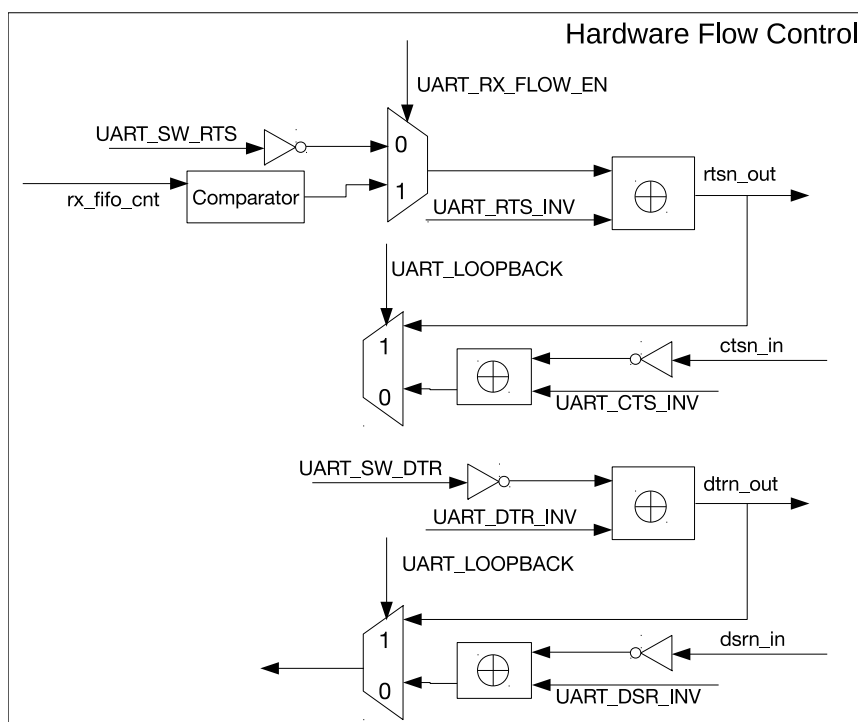 Hardware Flow Control
UART_RX_FLOW_EN
UART_SW_RTS
0
1
rx_fifo_cnt
Comparator
UART_RTS_INV
rtsn_out
UART_LOOPBACK
1
0
ctsn_in
UART_CTS_INV
UART_SW_DTR
UART_DTR_INV
dtrn_out
UART_LOOPBACK
1
0
dsrn_in
UART_DSR_INV